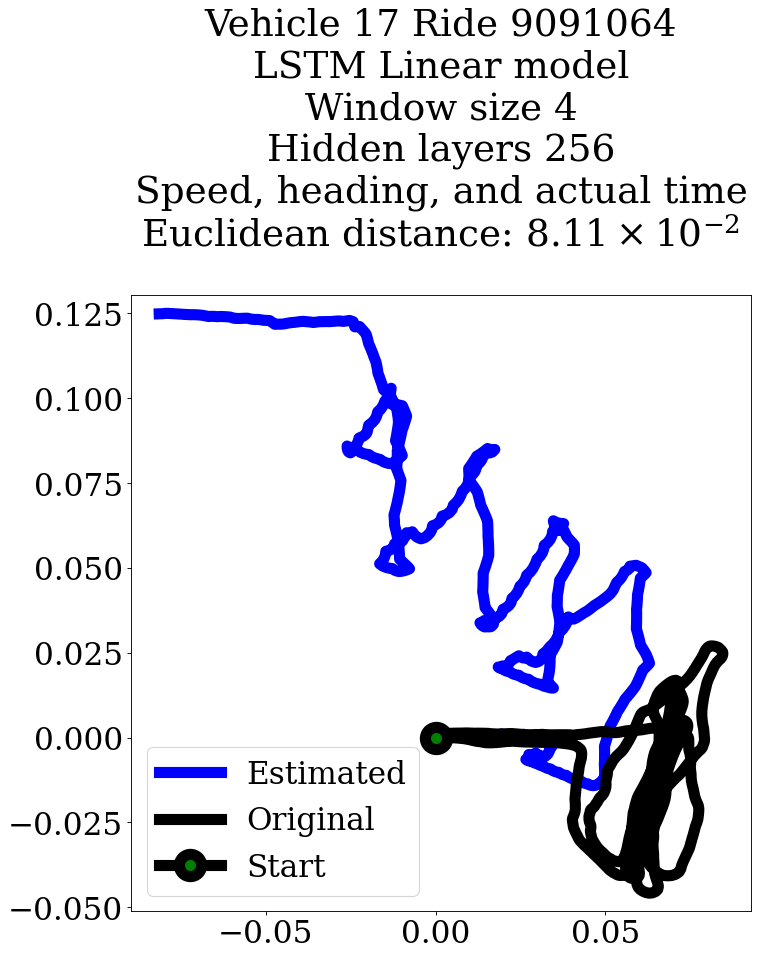 Vehicle 17 Ride 9091064
LSTM Linear model
Window size 4
Hidden layers 256
Speed, heading, and actual time
Euclidean distance: 8.11 × 10⁻²
0.125
0.100
0.075
0.050
0.025
0.000
−0.025
−0.050
Estimated
Original
Start
−0.05
0.00
0.05